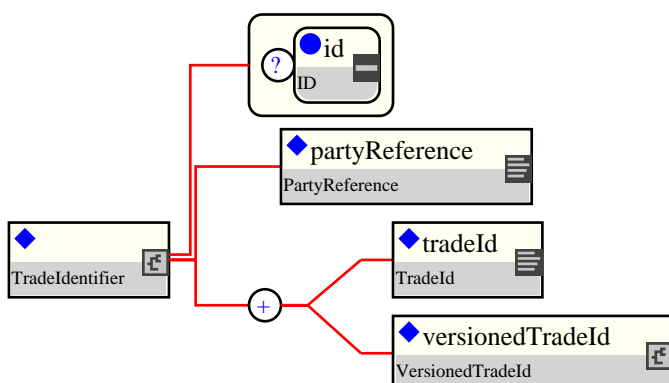 id
?
ID
partyReference
PartyReference
TradeIdentifier
tradeId
TradeId
+
versionedTradeId
VersionedTradeId